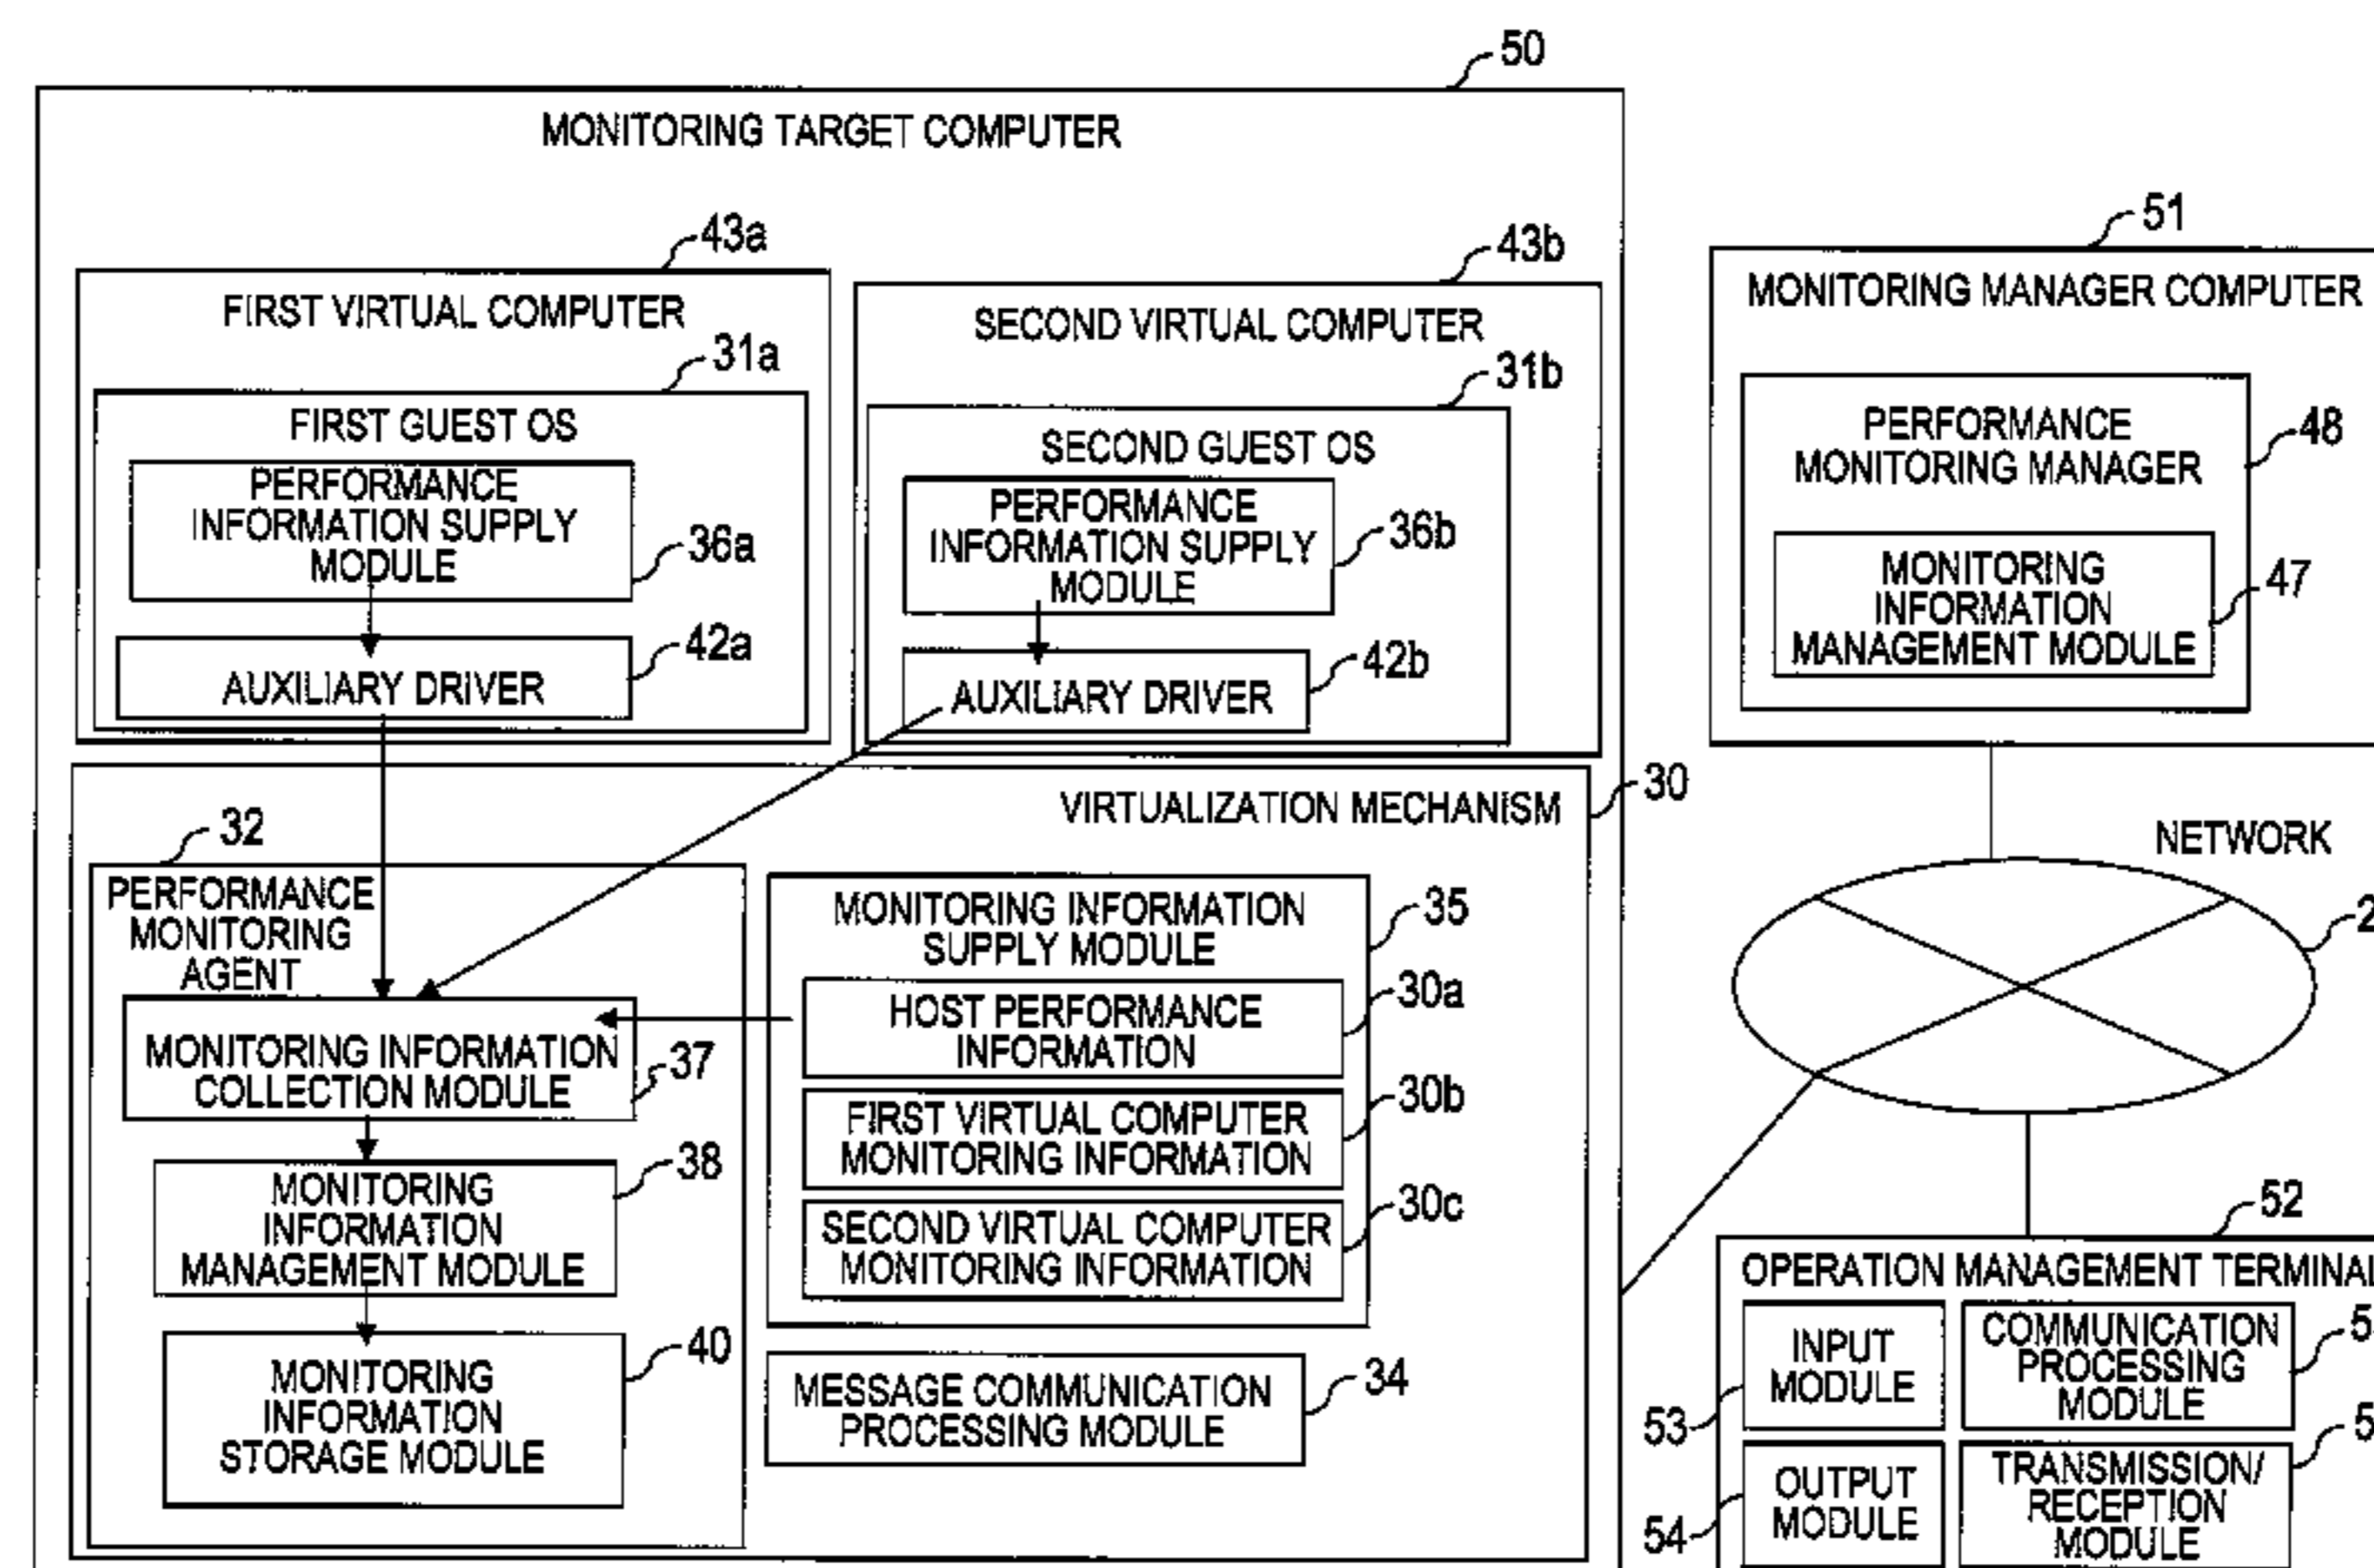 50
MONITORING TARGET COMPUTER
43a
FIRST VIRTUAL COMPUTER
31a
FIRST GUEST OS
PERFORMANCE
INFORMATION SUPPLY
MODULE
36a
42a
AUXILIARY DRIVER
43b
SECOND VIRTUAL COMPUTER
31b
SECOND GUEST OS
PERFORMANCE
INFORMATION SUPPLY
MODULE
36b
42b
AUXILIARY DRIVER
30
VIRTUALIZATION MECHANISM
32
PERFORMANCE
MONITORING
AGENT
MONITORING INFORMATION
COLLECTION MODULE
37
38
MONITORING
INFORMATION
MANAGEMENT MODULE
40
MONITORING
INFORMATION
STORAGE MODULE
MONITORING INFORMATION
SUPPLY MODULE
35
HOST PERFORMANCE
INFORMATION
30a
FIRST VIRTUAL COMPUTER
MONITORING INFORMATION
30b
SECOND VIRTUAL COMPUTER
MONITORING INFORMATION
30c
MESSAGE COMMUNICATION
PROCESSING MODULE
34
51
MONITORING MANAGER COMPUTER
PERFORMANCE
MONITORING MANAGER
48
MONITORING
INFORMATION
MANAGEMENT MODULE
47
NETWORK
52
OPERATION MANAGEMENT TERMINAL
INPUT
MODULE
53
COMMUNICATION
PROCESSING
MODULE
OUTPUT
MODULE
54
TRANSMISSION/
RECEPTION
MODULE